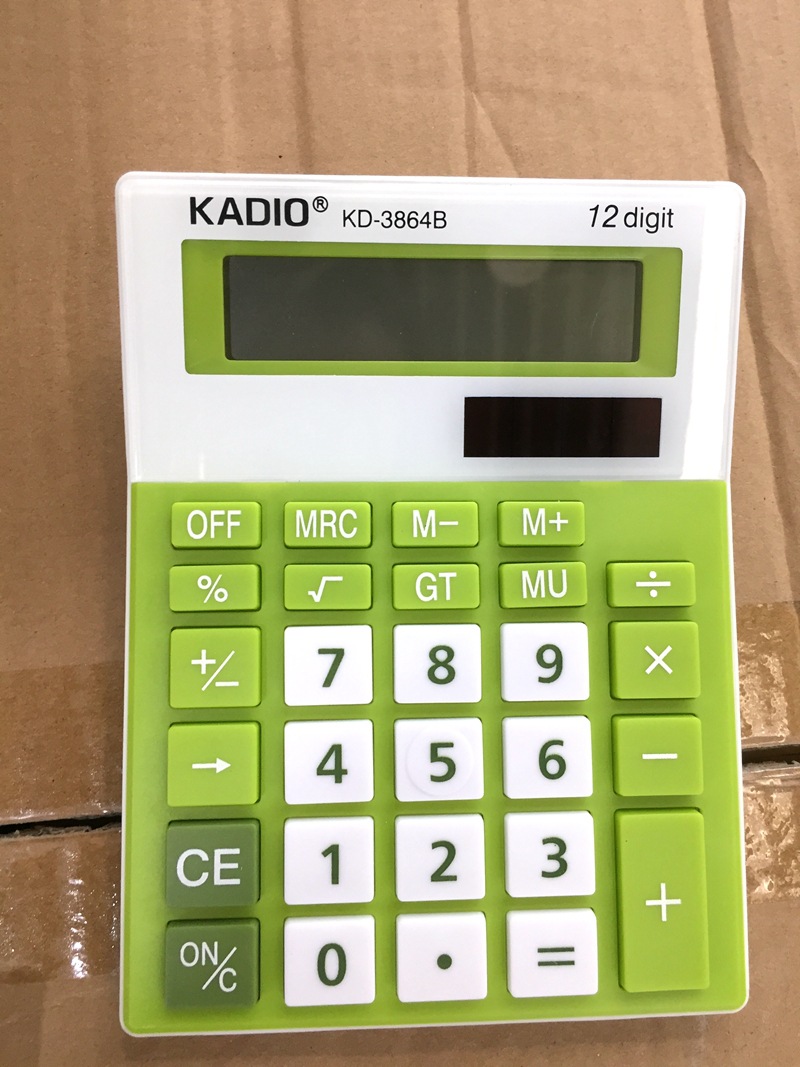 KADIO® KD-3864B 12 digit
OFF MRC M− M+
% √ GT MU ÷
+/− 7 8 9 ×
→ 4 5 6 −
CE 1 2 3 +
ON/C 0 • =